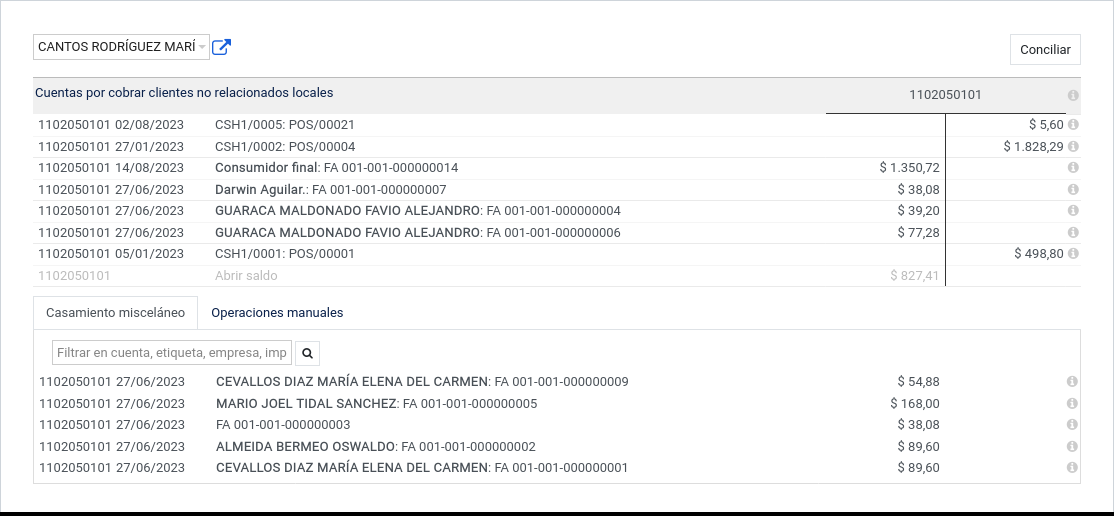 CANTOS RODRÍGUEZ MARÍ
Conciliar
Cuentas por cobrar clientes no relacionados locales 1102050101
1102050101 02/08/2023 CSH1/0005: POS/00021 $ 5,60
1102050101 27/01/2023 CSH1/0002: POS/00004 $ 1.828,29
1102050101 14/08/2023 Consumidor final: FA 001-001-000000014 $ 1.350,72
1102050101 27/06/2023 Darwin Aguilar.: FA 001-001-000000007 $ 38,08
1102050101 27/06/2023 GUARACA MALDONADO FAVIO ALEJANDRO: FA 001-001-000000004 $ 39,20
1102050101 27/06/2023 GUARACA MALDONADO FAVIO ALEJANDRO: FA 001-001-000000006 $ 77,28
1102050101 05/01/2023 CSH1/0001: POS/00001 $ 498,80
1102050101 Abrir saldo $ 827,41
Casamiento misceláneo Operaciones manuales
Filtrar en cuenta, etiqueta, empresa, imp
1102050101 27/06/2023 CEVALLOS DIAZ MARÍA ELENA DEL CARMEN: FA 001-001-000000009 $ 54,88
1102050101 27/06/2023 MARIO JOEL TIDAL SANCHEZ: FA 001-001-000000005 $ 168,00
1102050101 27/06/2023 FA 001-001-000000003 $ 38,08
1102050101 27/06/2023 ALMEIDA BERMEO OSWALDO: FA 001-001-000000002 $ 89,60
1102050101 27/06/2023 CEVALLOS DIAZ MARÍA ELENA DEL CARMEN: FA 001-001-000000001 $ 89,60